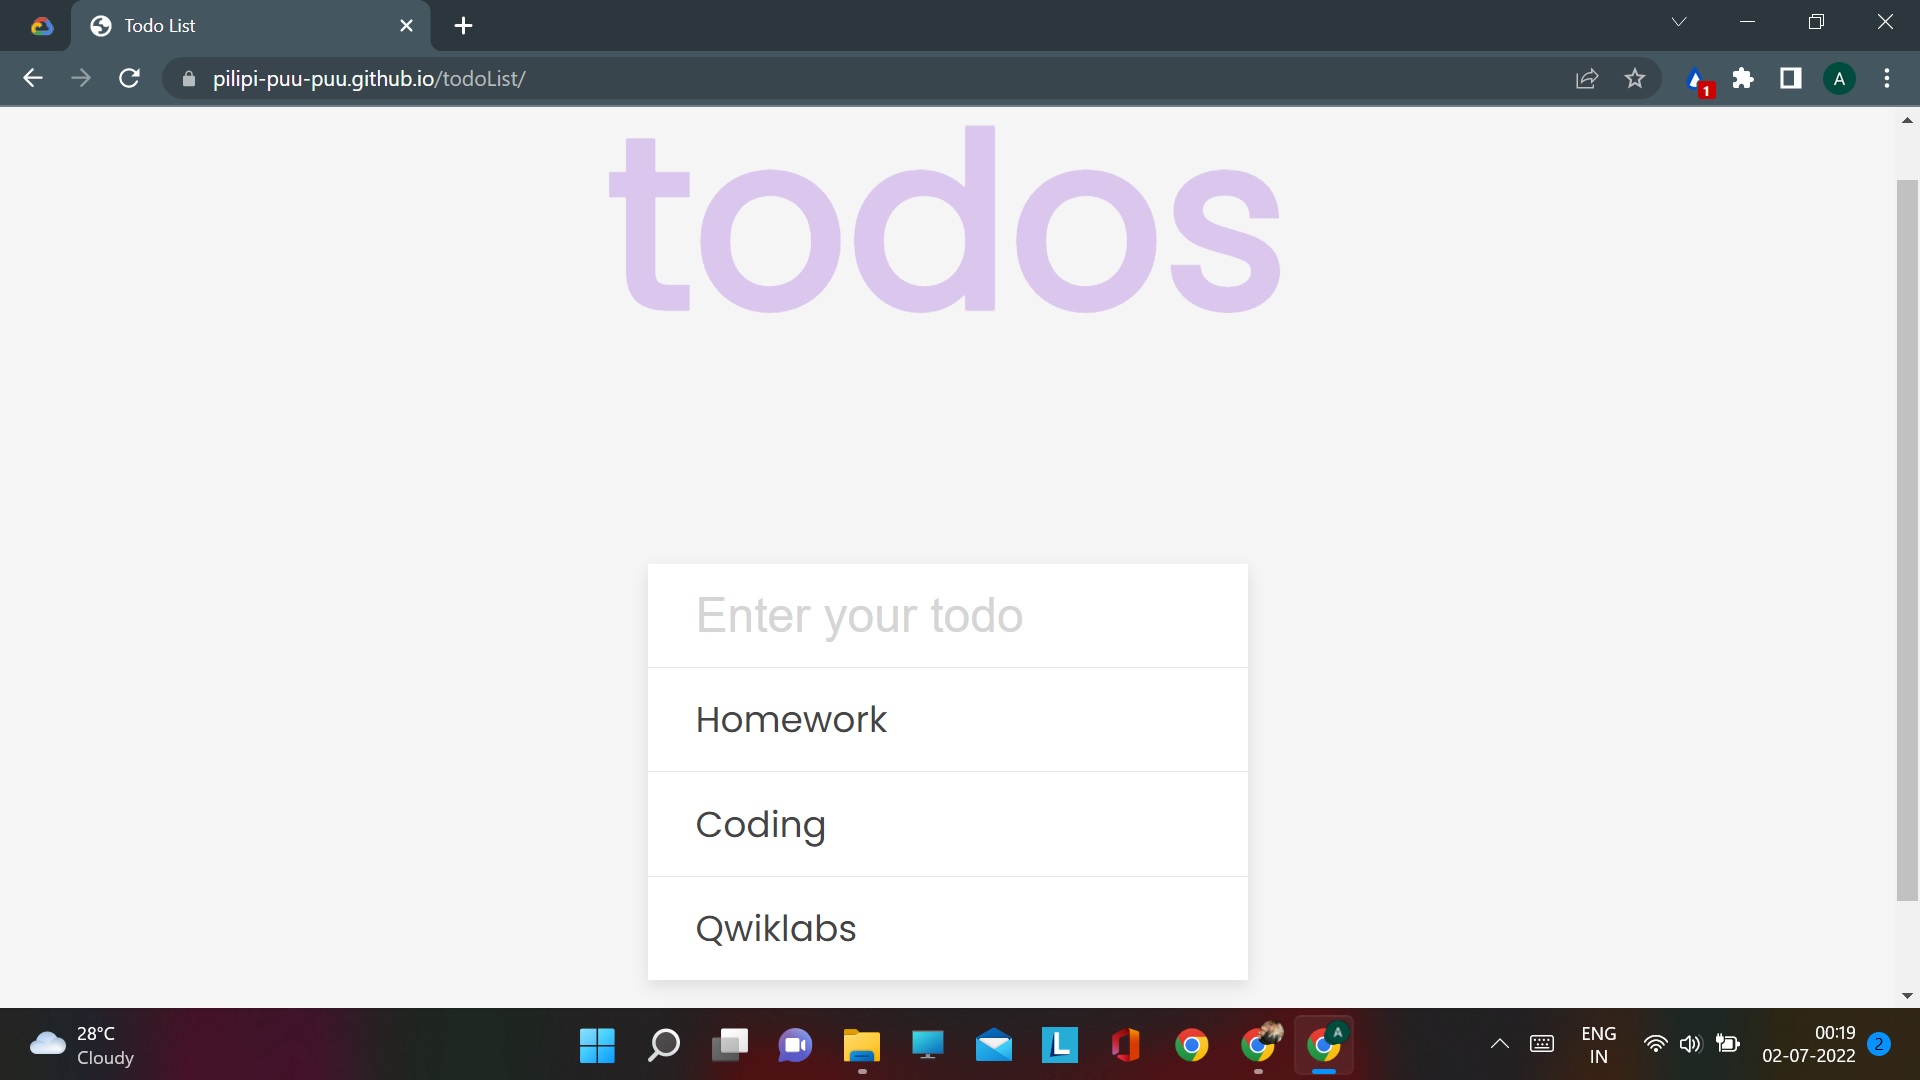 Todo List
pilipi-puu-puu.github.io/todoList/
1
A
todos
Enter your todo
Homework
Coding
Qwiklabs
28°C
Cloudy
L
A
ENG
IN
00:19
02-07-2022
2